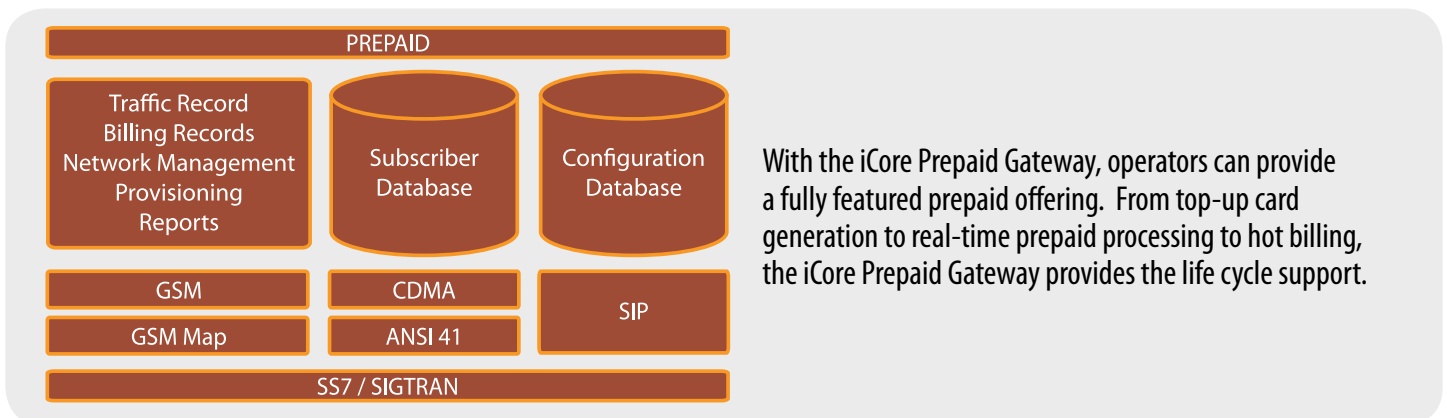 PREPAID
Traffic Record
Billing Records
Network Management
Provisioning
Reports
Subscriber
Database
Configuration
Database
GSM
CDMA
SIP
GSM Map
ANSI 41
SS7 / SIGTRAN
With the iCore Prepaid Gateway, operators can provide
a fully featured prepaid offering.  From top-up card
generation to real-time prepaid processing to hot billing,
the iCore Prepaid Gateway provides the life cycle support.